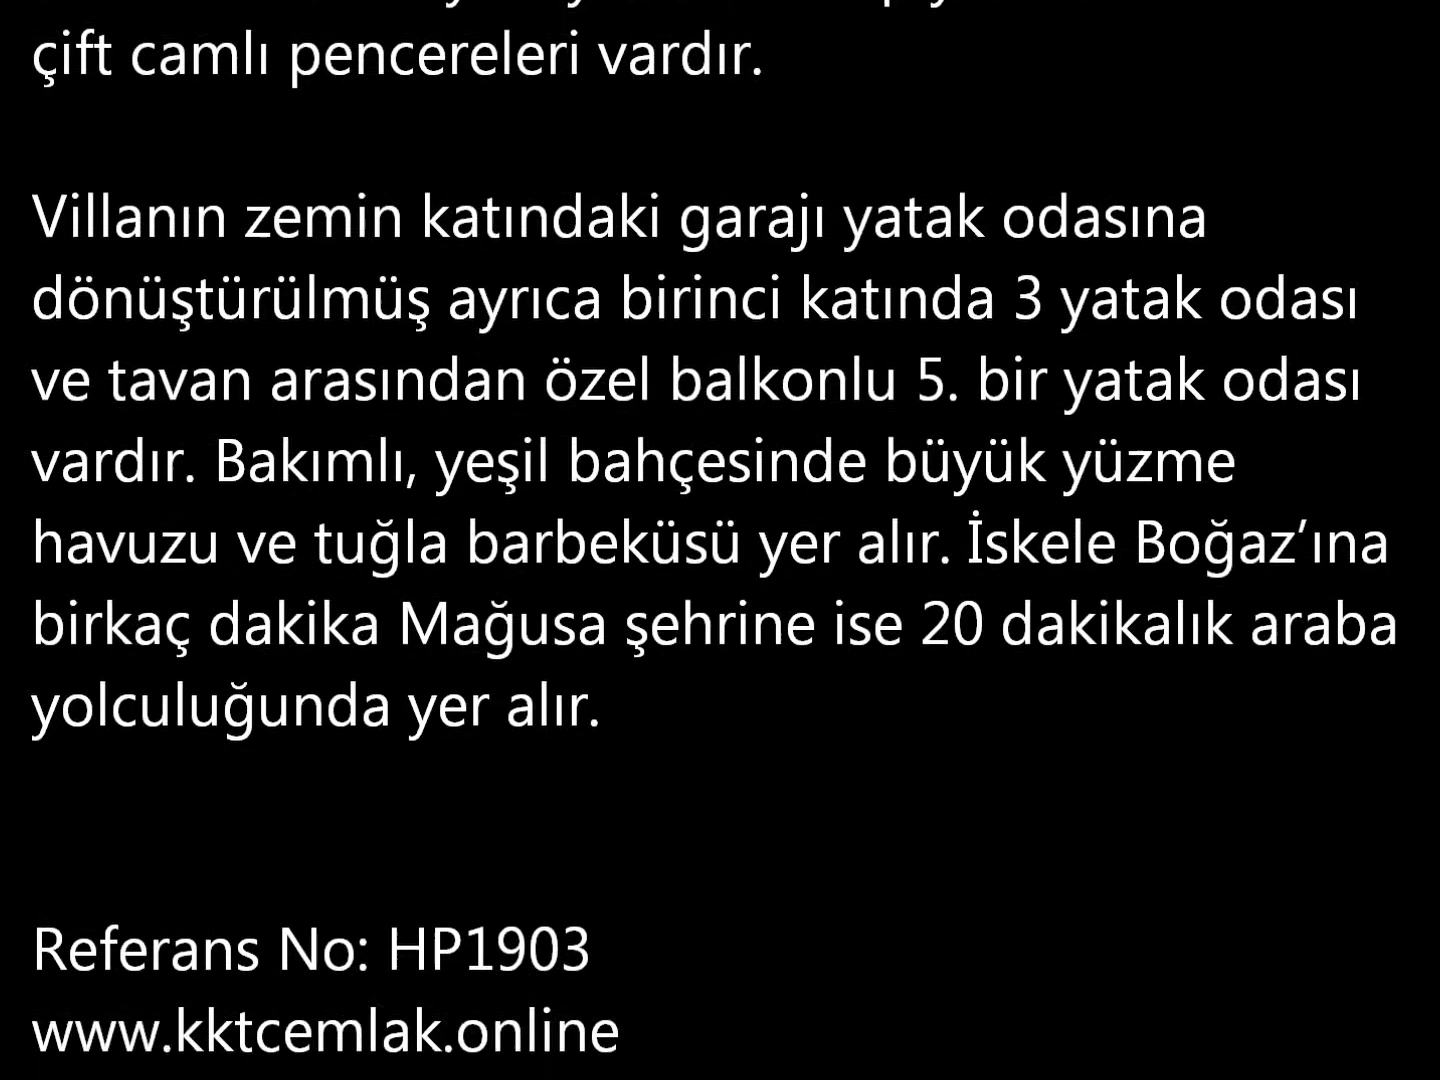 çift camlı pencereleri vardır.
Villanın zemin katındaki garajı yatak odasına
dönüştürülmüş ayrıca birinci katında 3 yatak odası
ve tavan arasından özel balkonlu 5. bir yatak odası
vardır. Bakımlı, yeşil bahçesinde büyük yüzme
havuzu ve tuğla barbeküsü yer alır. İskele Boğaz’ına
birkaç dakika Mağusa şehrine ise 20 dakikalık araba
yolculuğunda yer alır.
Referans No: HP1903
www.kktcemlak.online